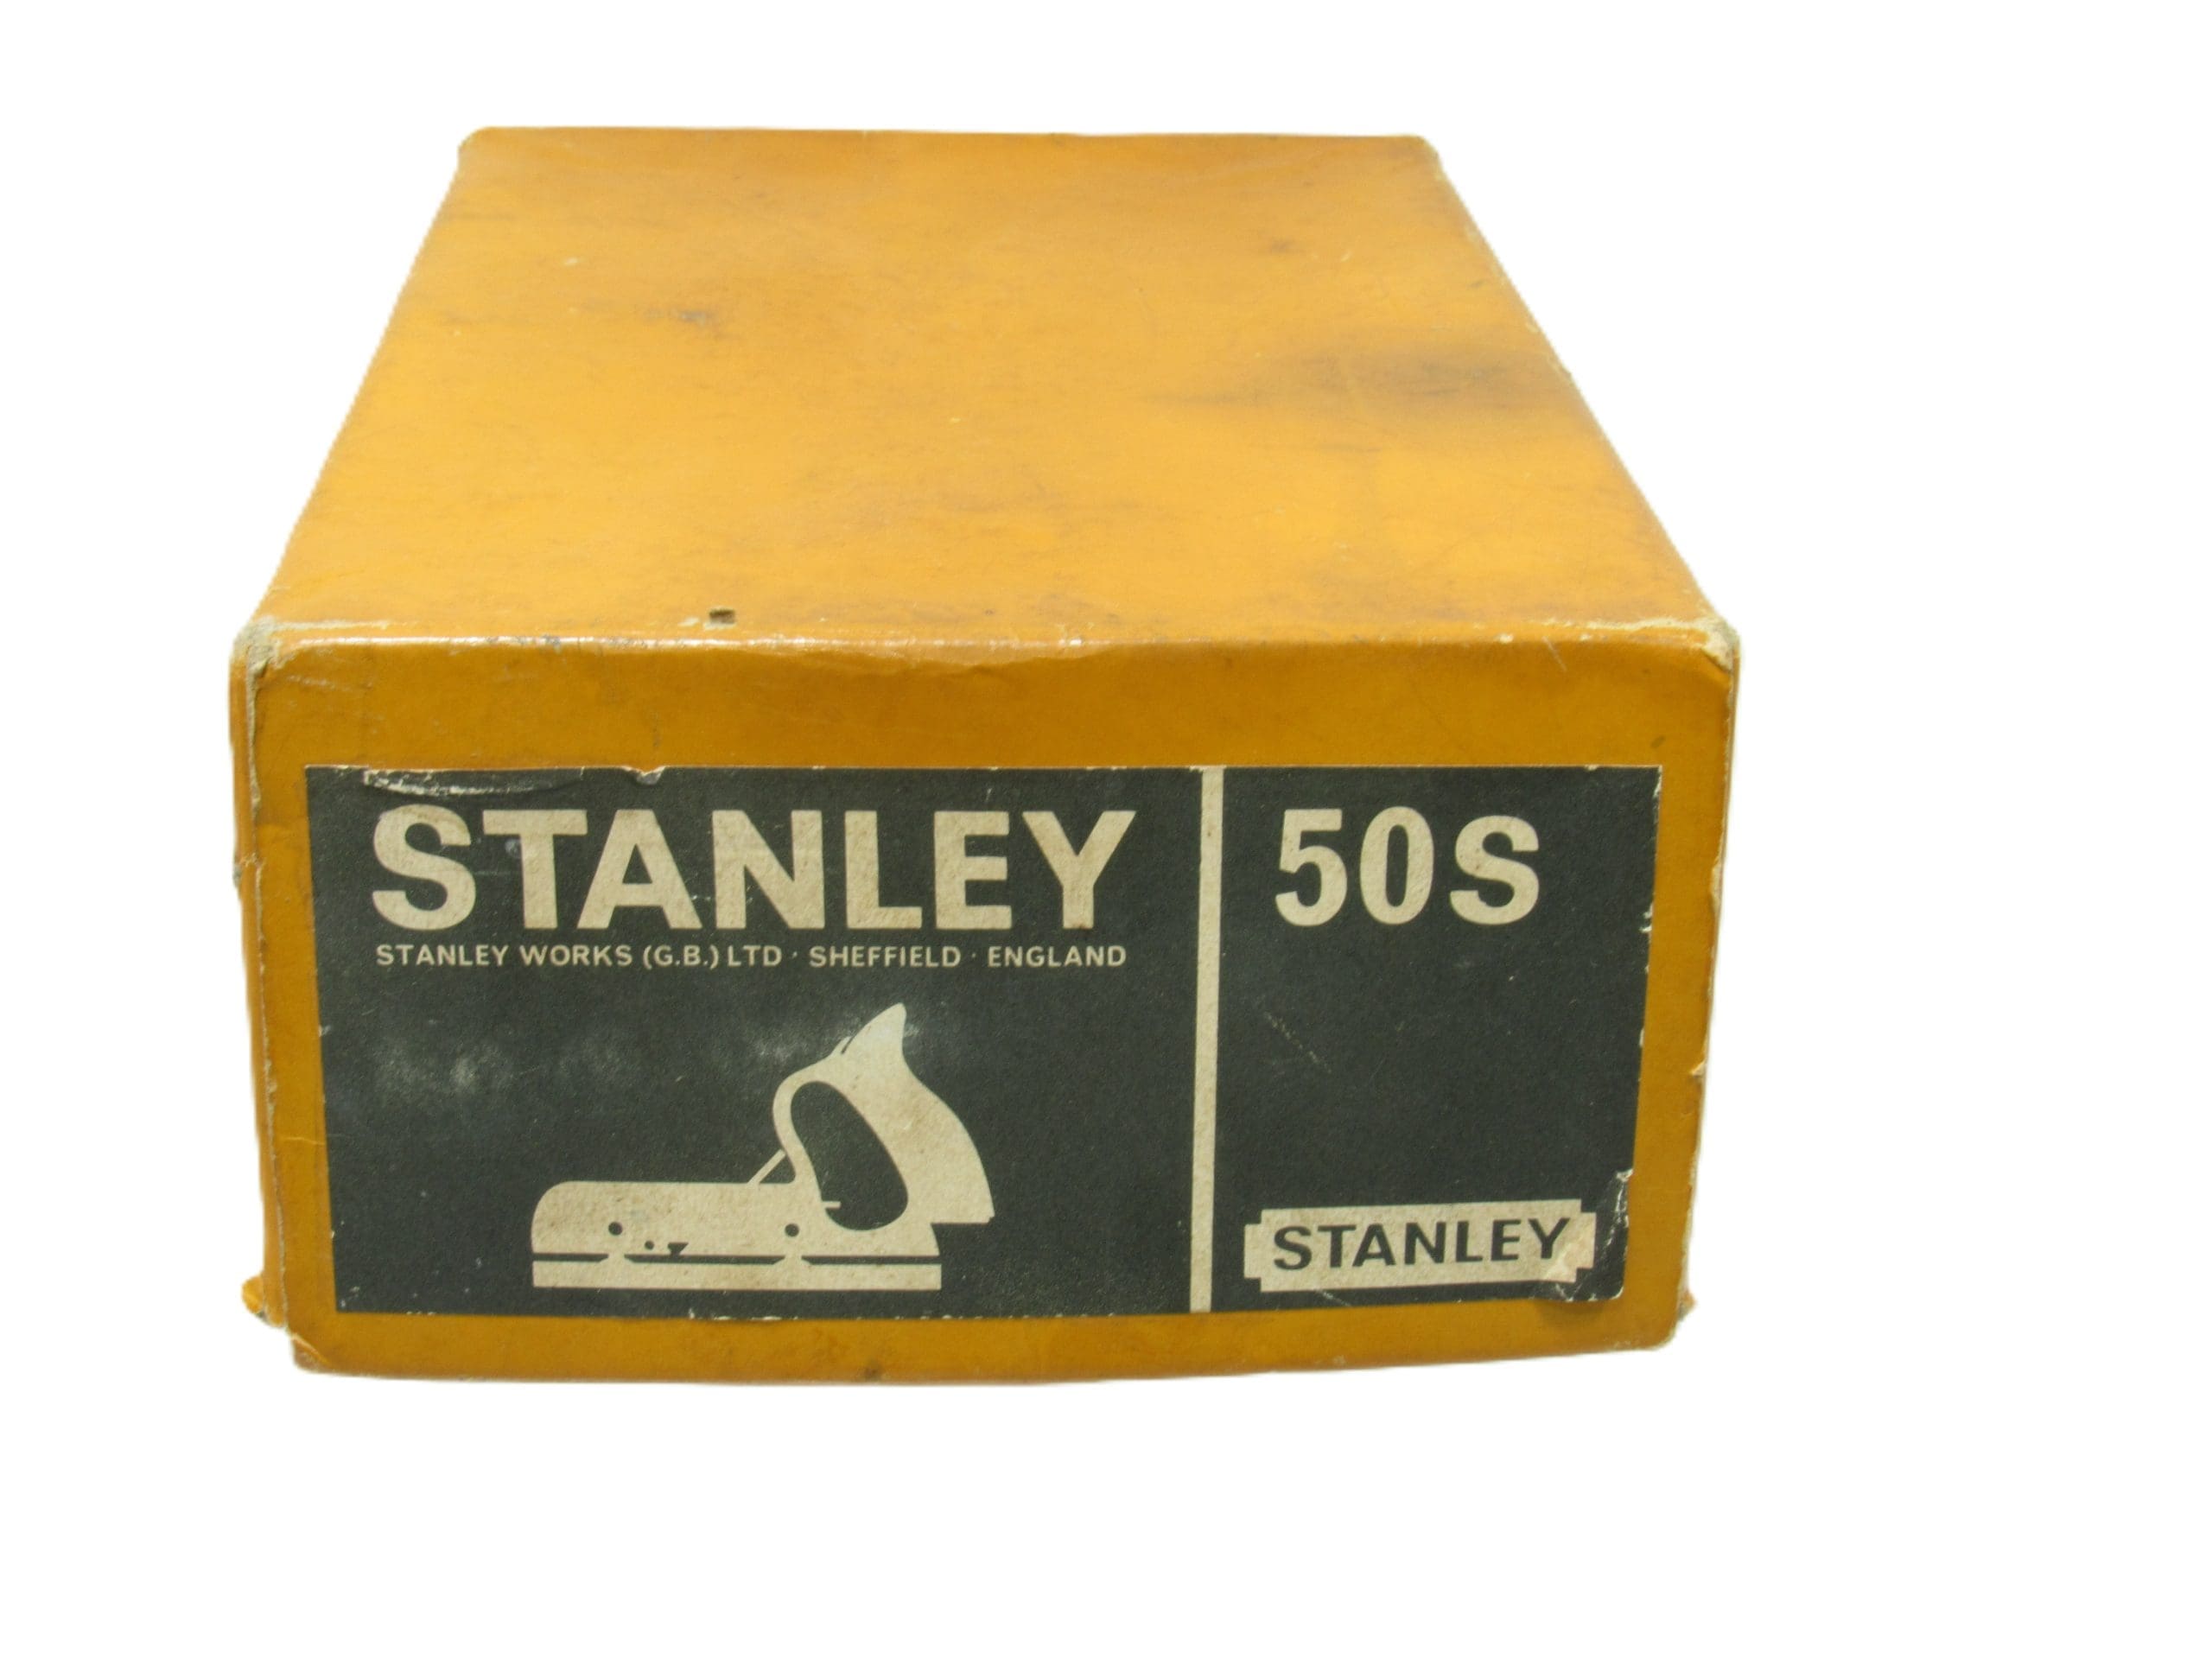 STANLEY
STANLEY WORKS (G.B.) LTD · SHEFFIELD · ENGLAND
50S
STANLEY